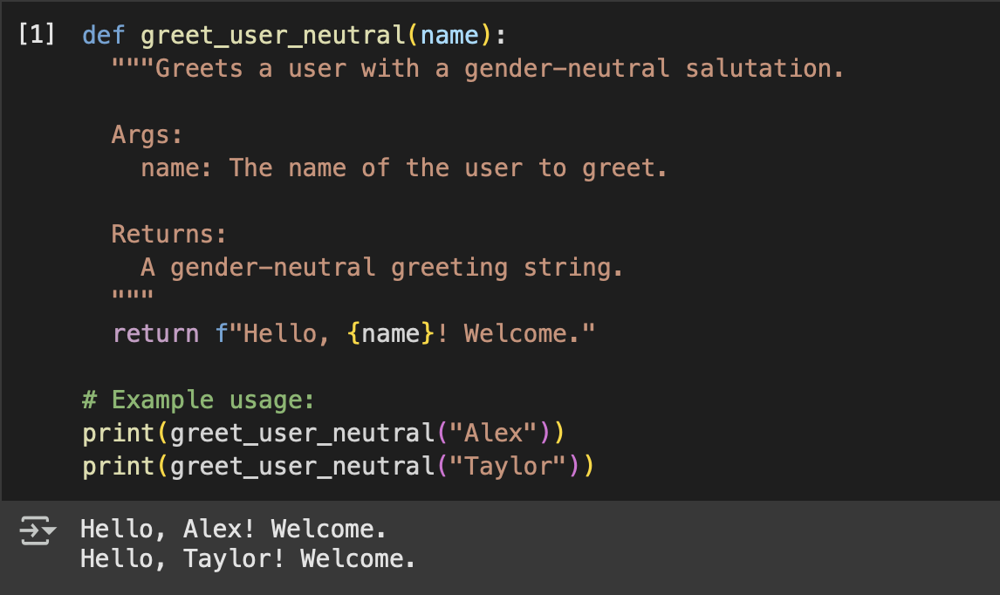 [1] def greet_user_neutral(name):
"""Greets a user with a gender-neutral salutation.
Args:
name: The name of the user to greet.
Returns:
A gender-neutral greeting string.
"""
return f"Hello, {name}! Welcome."
# Example usage:
print(greet_user_neutral("Alex"))
print(greet_user_neutral("Taylor"))
Hello, Alex! Welcome.
Hello, Taylor! Welcome.